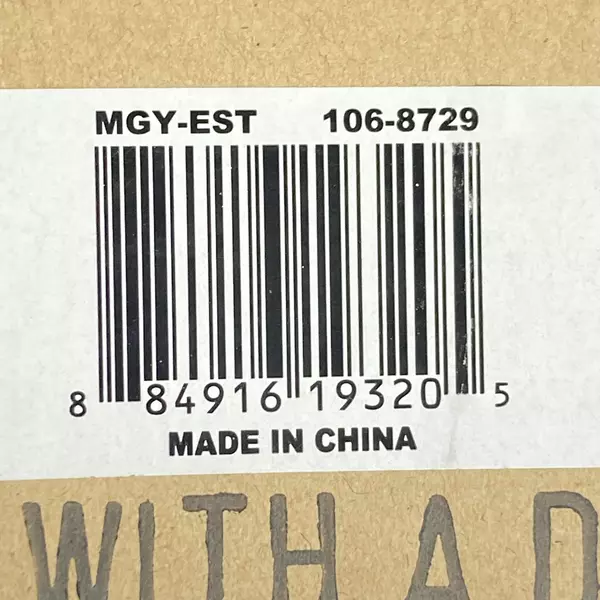 MGY-EST 106-8729
8 84916 19320 5
MADE IN CHINA
WITH A D